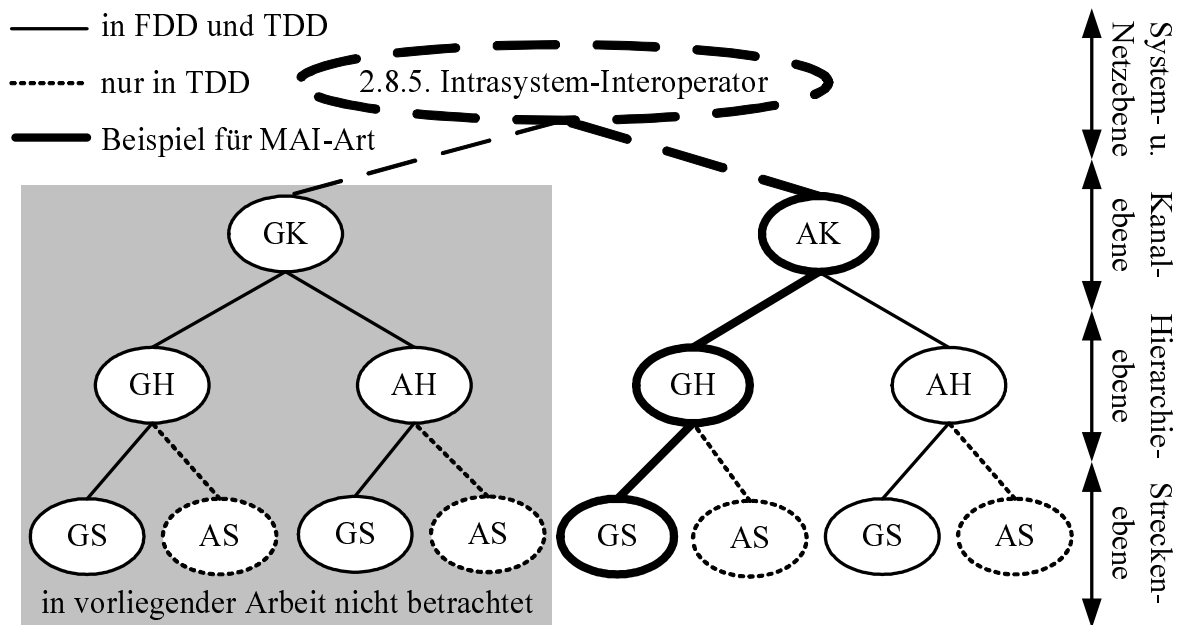 in FDD und TDD
nur in TDD
Beispiel für MAI-Art
2.8.5. Intrasystem-Interoperator
GK
AK
GH
AH
GH
AH
GS
AS
GS
AS
GS
AS
GS
AS
in vorliegender Arbeit nicht betrachtet
System- u.
Netzebene
Kanal-
ebene
Hierarchie-
ebene
Strecken-
ebene